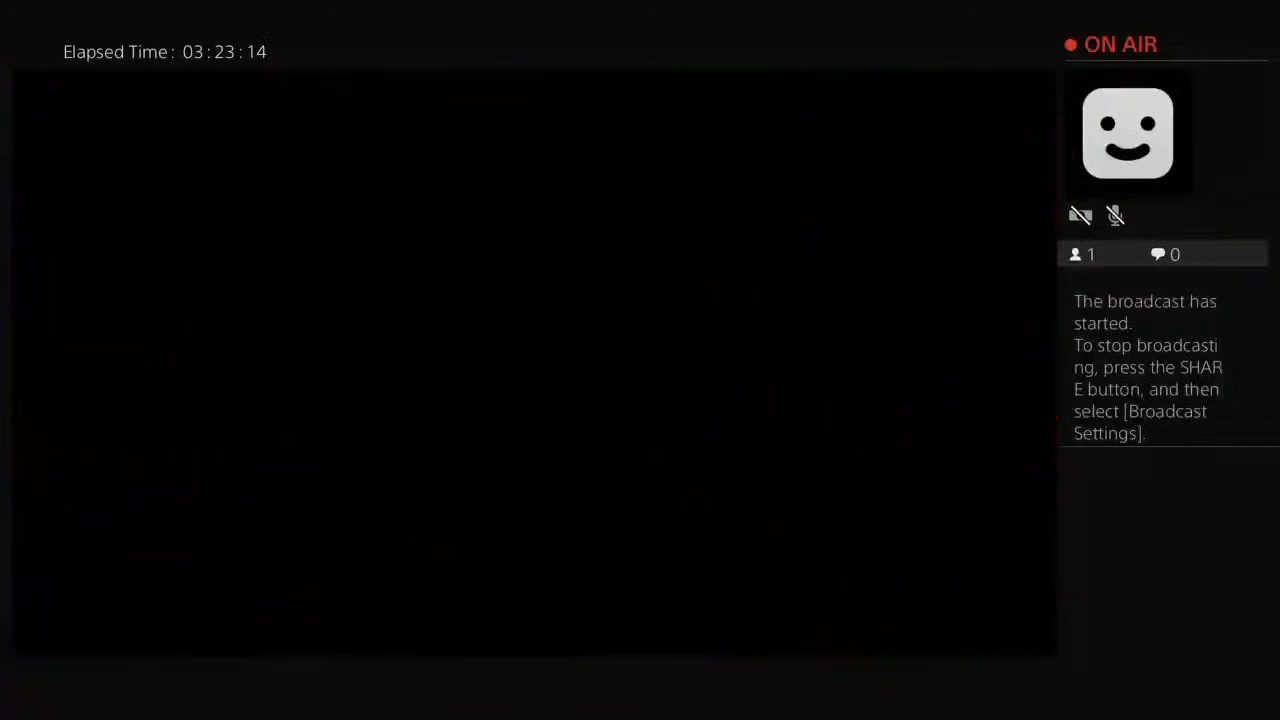 Elapsed Time: 03:23:14
ON AIR
1
0
The broadcast has
started.
To stop broadcasti
ng, press the SHAR
E button, and then
select [Broadcast
Settings].